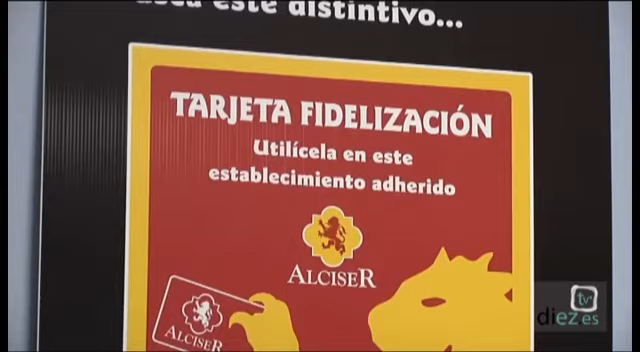 este distintivo...
TARJETA FIDELIZACIÓN
Utilícela en este
establecimiento adherido
ALCISER
ALCISER
tv
diez es